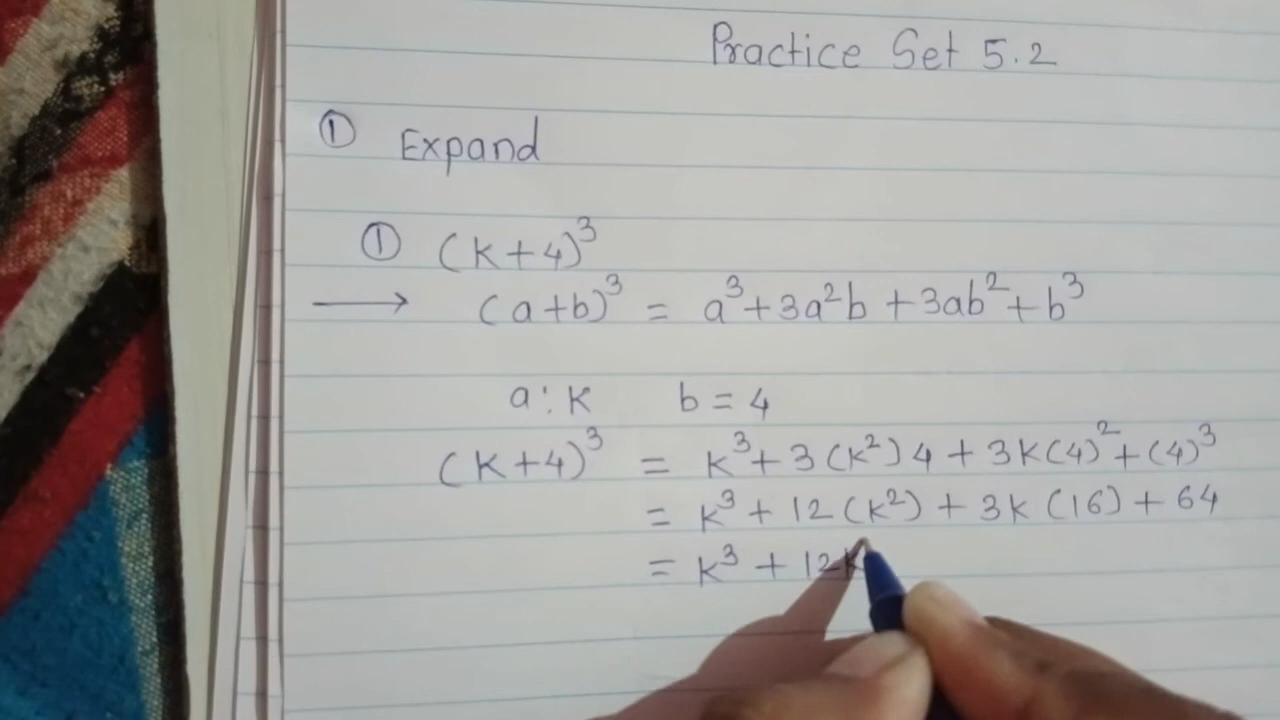 Practice Set 5.2
① Expand
① (k+4)³
⟶ (a+b)³ = a³+3a²b+3ab²+b³
a:k b=4
(k+4)³ = k³+3(k²)4+3k(4)²+(4)³
= k³+12(k²)+3k(16)+64
= k³+12k